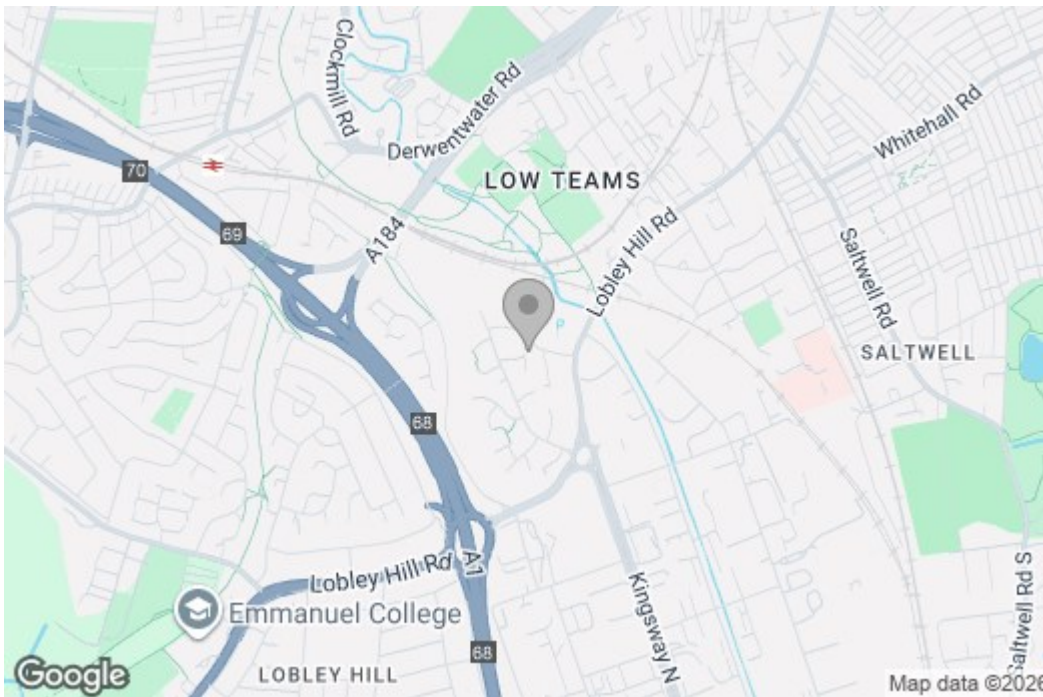 Clockmill Rd
Derwentwater Rd
Whitehall Rd
70
LOW TEAMS
69
A184
Lobley Hill Rd
Saltwell Rd
SALTWELL
68
Lobley Hill Rd
A1
Emmanuel College
Kingsway N
Saltwell Rd S
68
LOBLEY HILL
Google
Map data ©2026